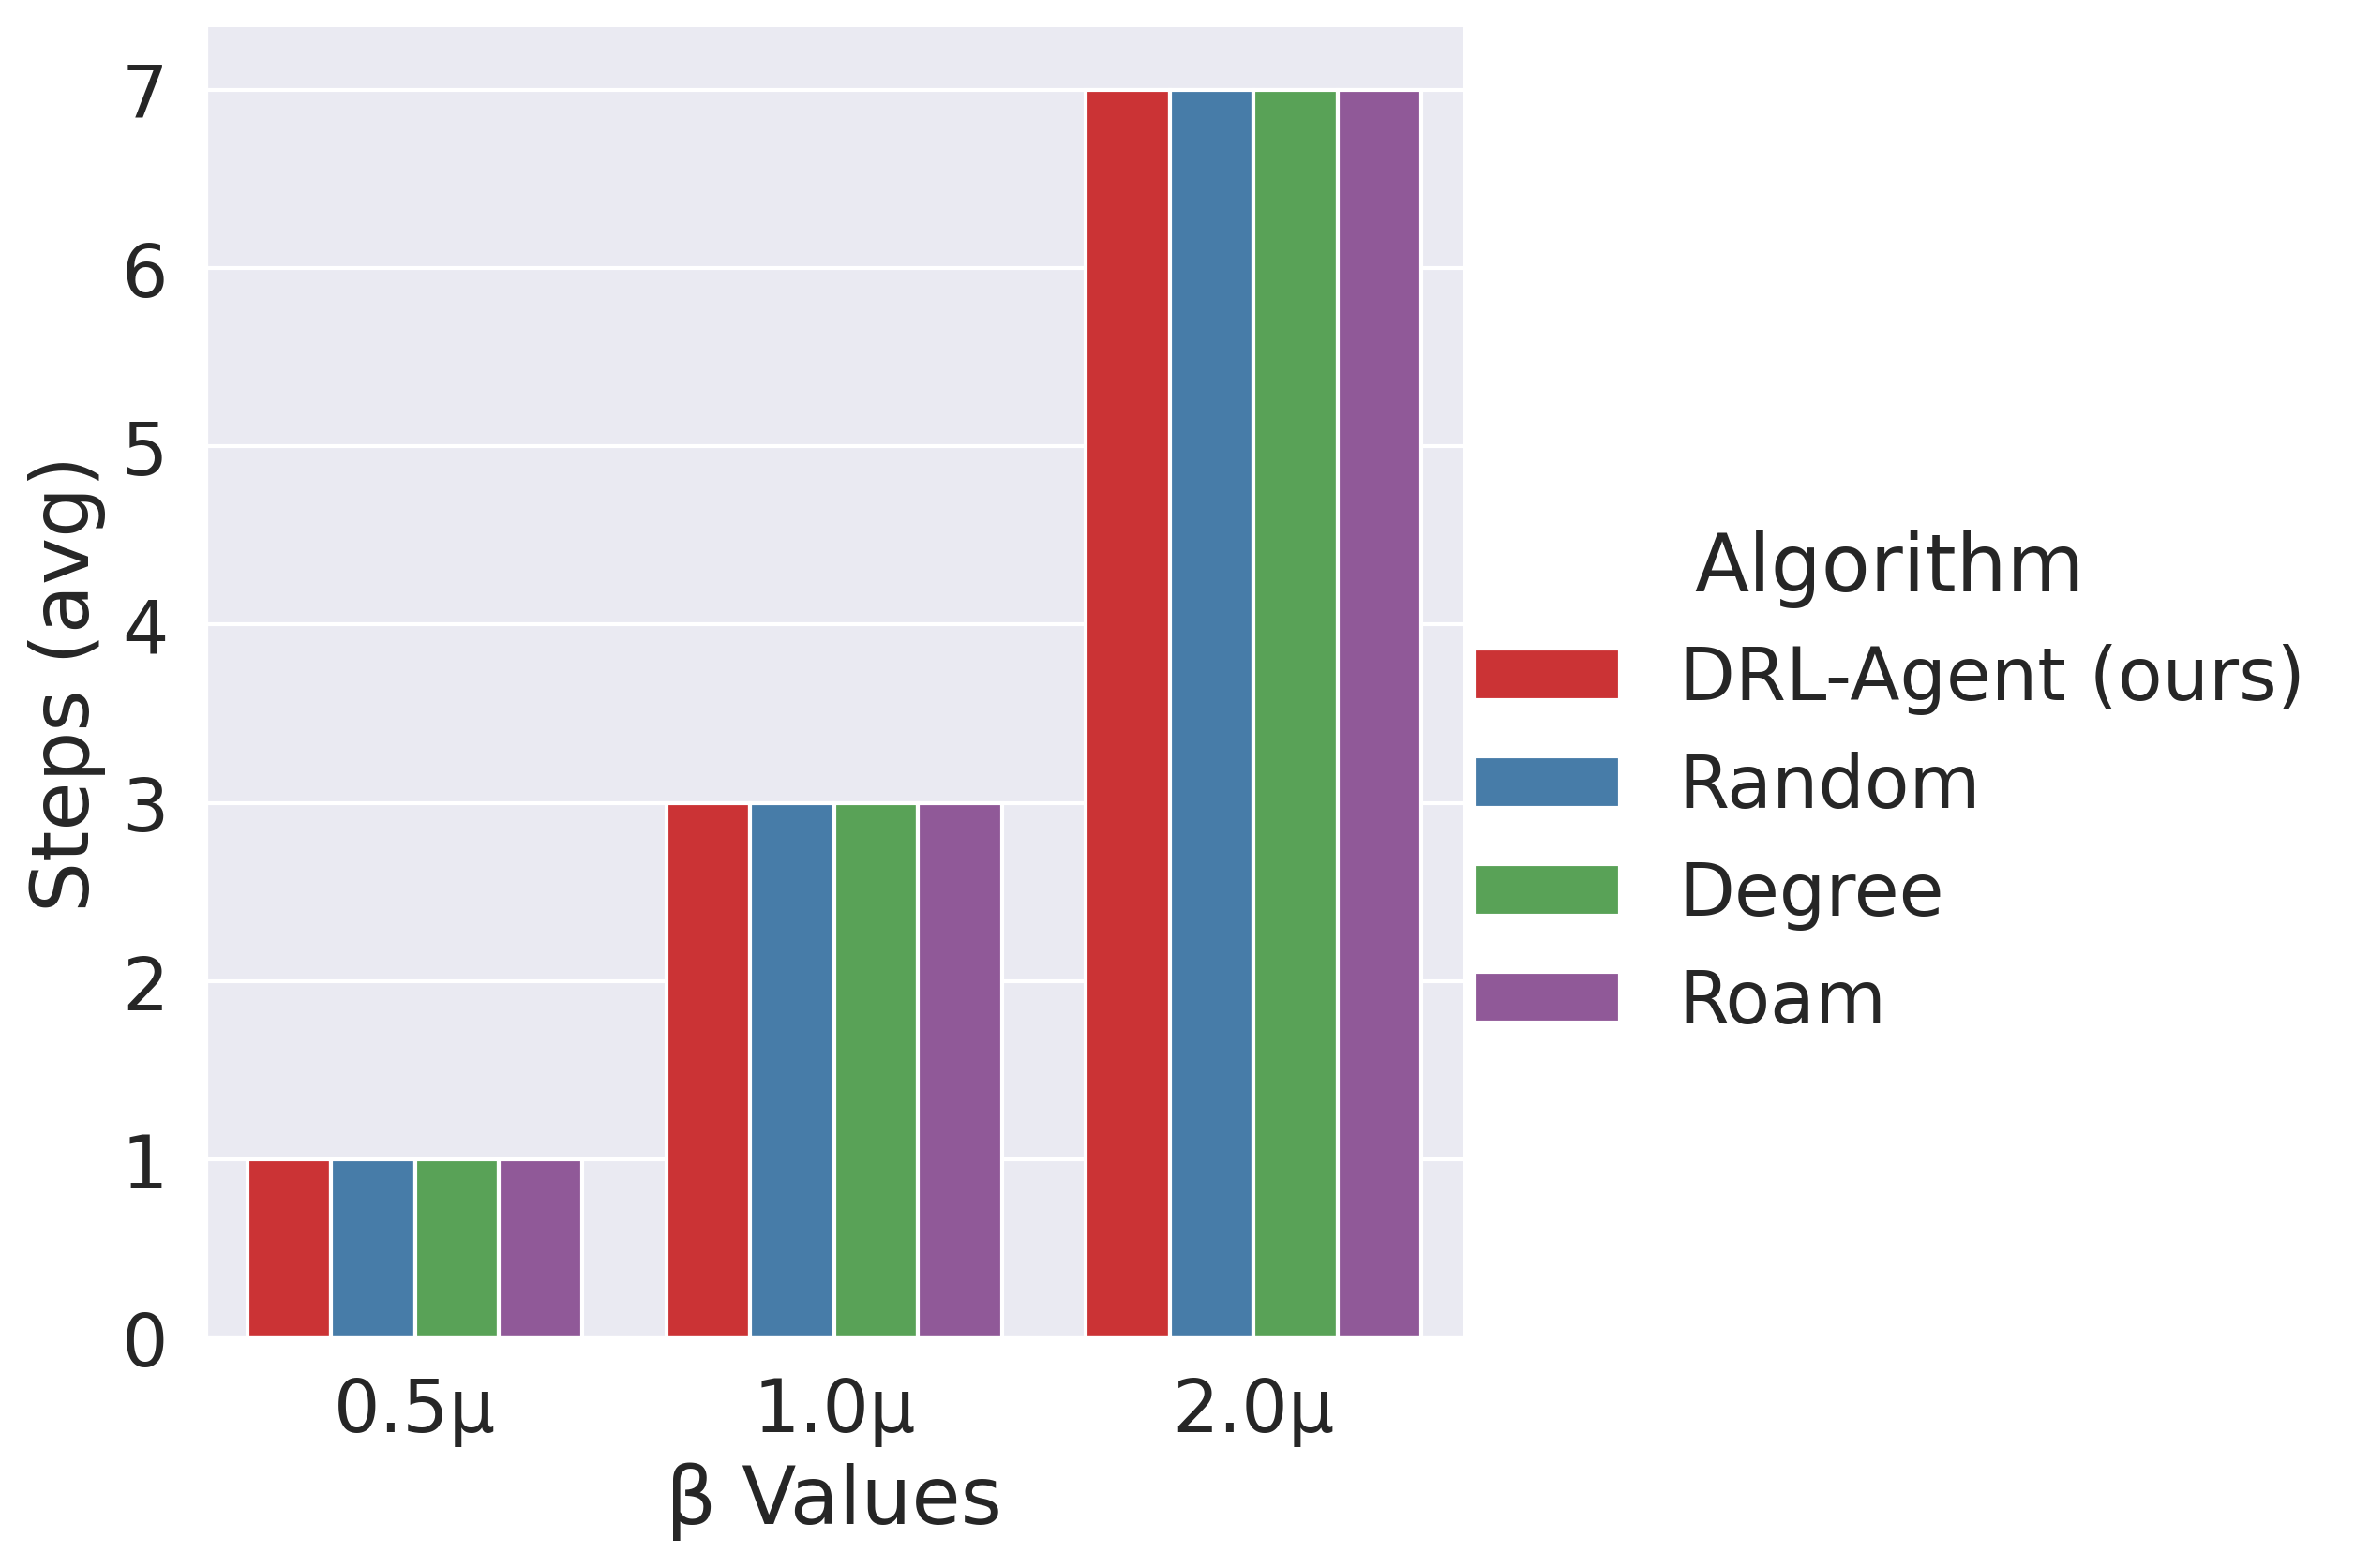 7
6
5
4
3
2
1
0
Steps (avg)
0.5μ 1.0μ 2.0μ
β Values
Algorithm
DRL-Agent (ours)
Random
Degree
Roam